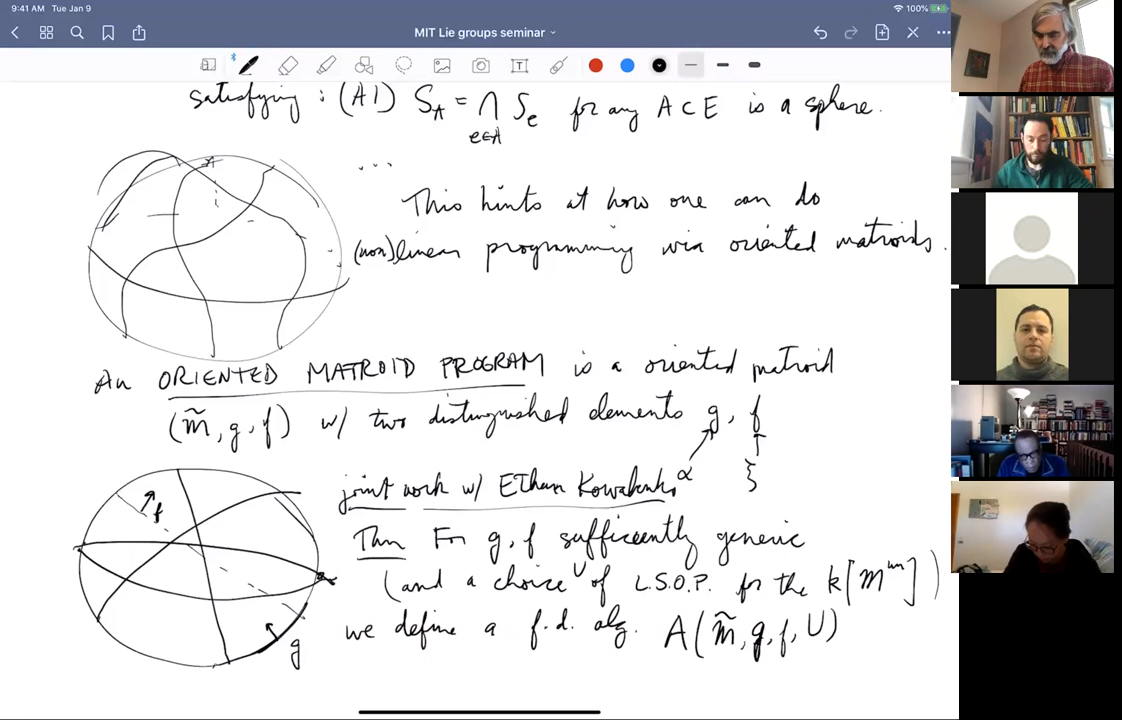 9:41 AM Tue Jan 9
100%
MIT Lie groups seminar
satisfying : (A1) S_A = ∩ S_e for any A ⊂ E is a sphere.
e∈A
...
This hints at how one can do
(non)linear programming via oriented matroids.
An ORIENTED MATROID PROGRAM is a oriented matroid
(M̃, g, f) w/ two distinguished elements g, f
α ξ
joint work w/ Ethan Kowalenko
f
Thm For g, f sufficiently generic
(and a choice U of L.S.O.P. for the k[M^un])
we define a f.d. alg. A(M̃, g, f, U)
g